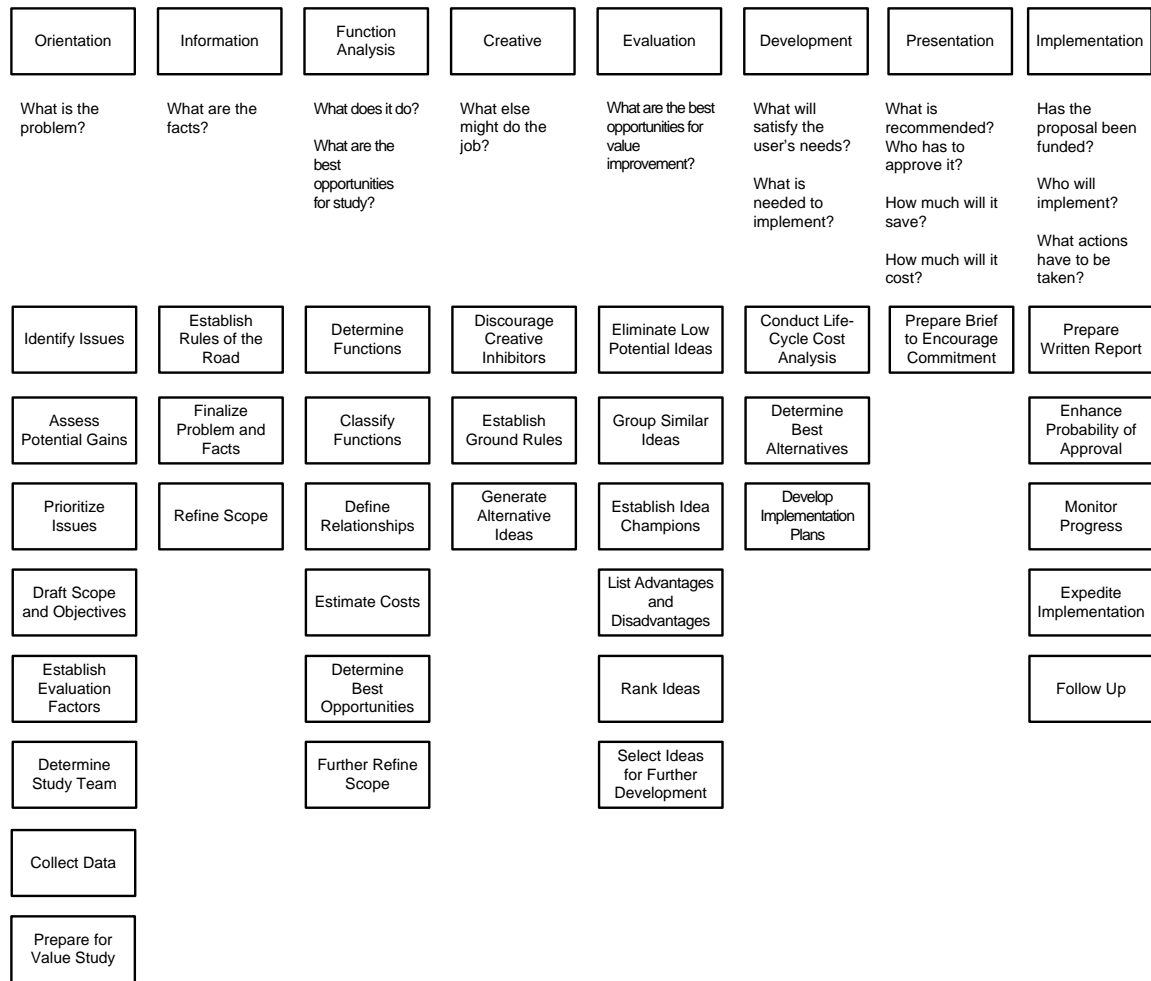 Orientation
Information
Function
Analysis
Creative
Evaluation
Development
Presentation
Implementation
What is the
problem?
What are the
facts?
What does it do?
What are the
best
opportunities
for study?
What else
might do the
job?
What are the best
opportunities for
value
improvement?
What will
satisfy the
user's needs?
What is
needed to
implement?
What is
recommended?
Who has to
approve it?
How much will it
save?
How much will it
cost?
Has the
proposal been
funded?
Who will
implement?
What actions
have to be
taken?
Identify Issues
Establish
Rules of the
Road
Determine
Functions
Discourage
Creative
Inhibitors
Eliminate Low
Potential Ideas
Conduct Life-
Cycle Cost
Analysis
Prepare Brief
to Encourage
Commitment
Prepare
Written Report
Assess
Potential Gains
Finalize
Problem and
Facts
Classify
Functions
Establish
Ground Rules
Group Similar
Ideas
Determine
Best
Alternatives
Enhance
Probability of
Approval
Prioritize
Issues
Refine Scope
Define
Relationships
Generate
Alternative
Ideas
Establish Idea
Champions
Develop
Implementation
Plans
Monitor
Progress
Draft Scope
and Objectives
Estimate Costs
List Advantages
and
Disadvantages
Expedite
Implementation
Establish
Evaluation
Factors
Determine
Best
Opportunities
Rank Ideas
Follow Up
Determine
Study Team
Further Refine
Scope
Select Ideas
for Further
Development
Collect Data
Prepare for
Value Study